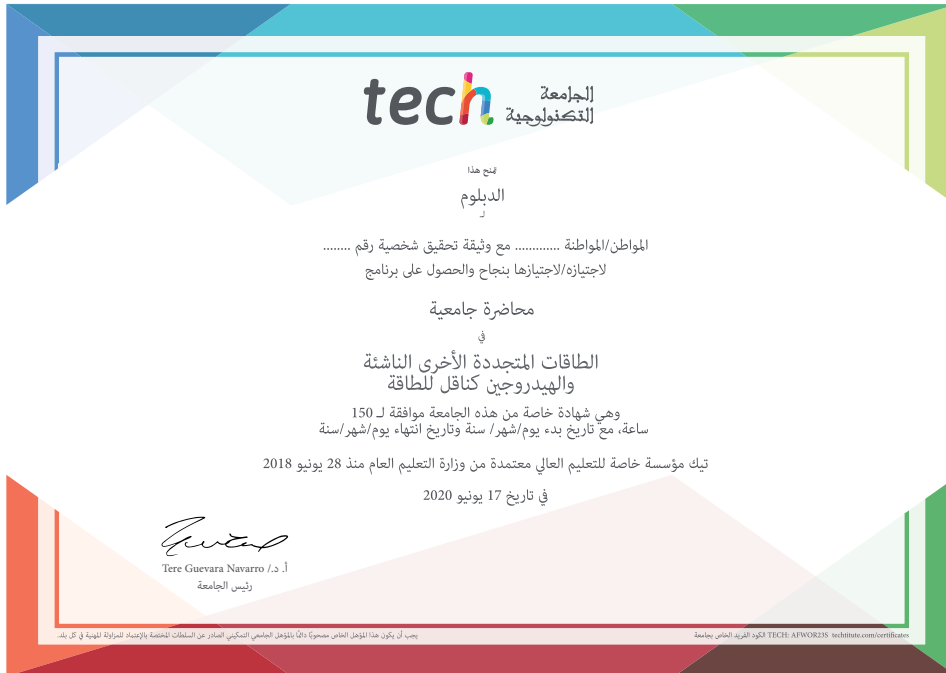 tech الجامعة
التكنولوجية
تمنح هذا
الدبلوم
لـ
المواطن/المواطنة ............ مع وثيقة تحقيق شخصية رقم ........
لاجتيازه/لاجتيازها بنجاح والحصول على برنامج
محاضرة جامعية
في
الطاقات المتجددة الأخرى الناشئة
والهيدروجين كناقل للطاقة
وهي شهادة خاصة من هذه الجامعة موافقة لـ 150
ساعة، مع تاريخ بدء يوم/شهر/ سنة وتاريخ انتهاء يوم/شهر/سنة
تيك مؤسسة خاصة للتعليم العالي معتمدة من وزارة التعليم العام منذ 28 يونيو 2018
في تاريخ 17 يونيو 2020
أ. د./ Tere Guevara Navarro
رئيس الجامعة
يجب أن يكون هذا المؤهل الخاص مصحوبًا دائمًا بالمؤهل الجامعي التمكيني الصادر عن السلطات المختصة بالإعتماد للمزاولة المهنية في كل بلد.
الكود الفريد الخاص بجامعة TECH: AFWOR23S techtitute.com/certificates